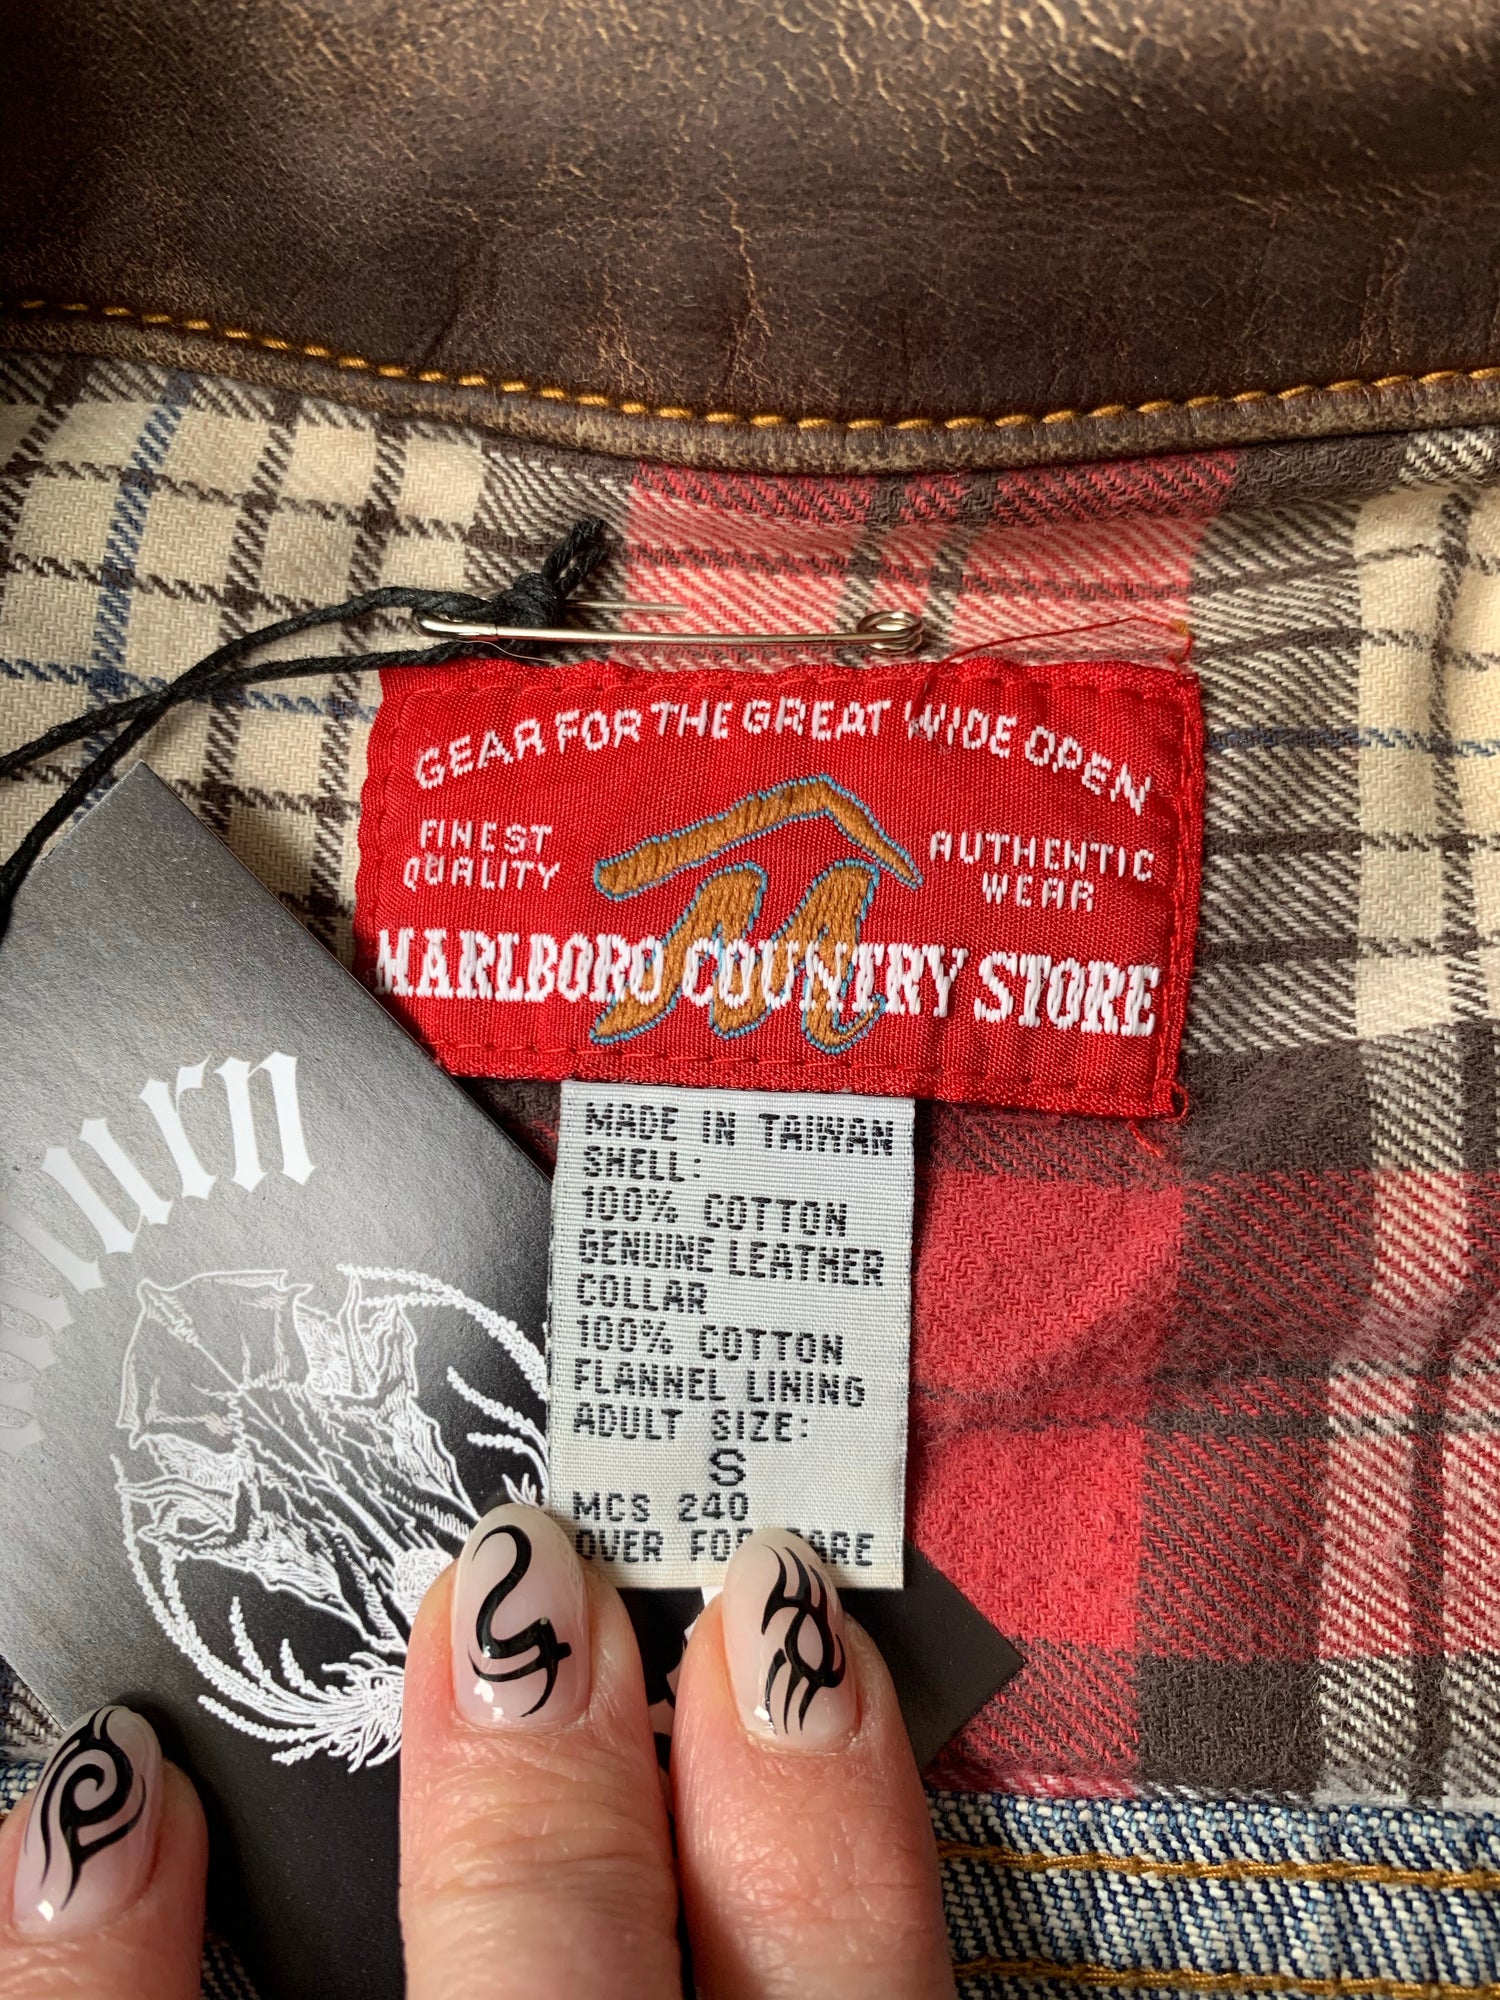 GEAR FOR THE GREAT WIDE OPEN
FINEST
QUALITY
AUTHENTIC
WEAR
MARLBORO COUNTRY STORE
MADE IN TAIWAN
SHELL:
100% COTTON
GENUINE LEATHER
COLLAR
100% COTTON
FLANNEL LINING
ADULT SIZE:
S
MCS 240
OVER